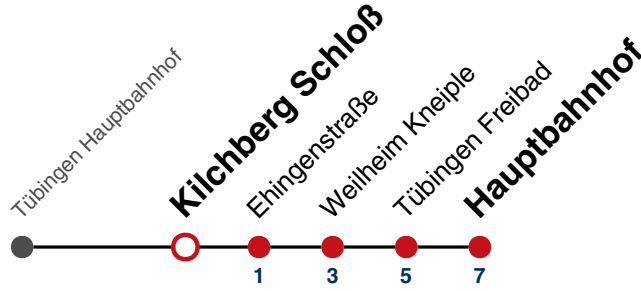 Tübingen Hauptbahnhof
Kilchberg Schloß
Ehingenstraße
Weilheim Kneiple
Tübingen Freibad
Hauptbahnhof
1 3 5 7